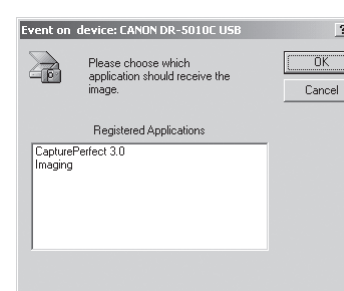 Event on device: CANON DR-5010C USB
Please choose which
application should receive the
image.
OK
Cancel
Registered Applications
CapturePerfect 3.0
Imaging